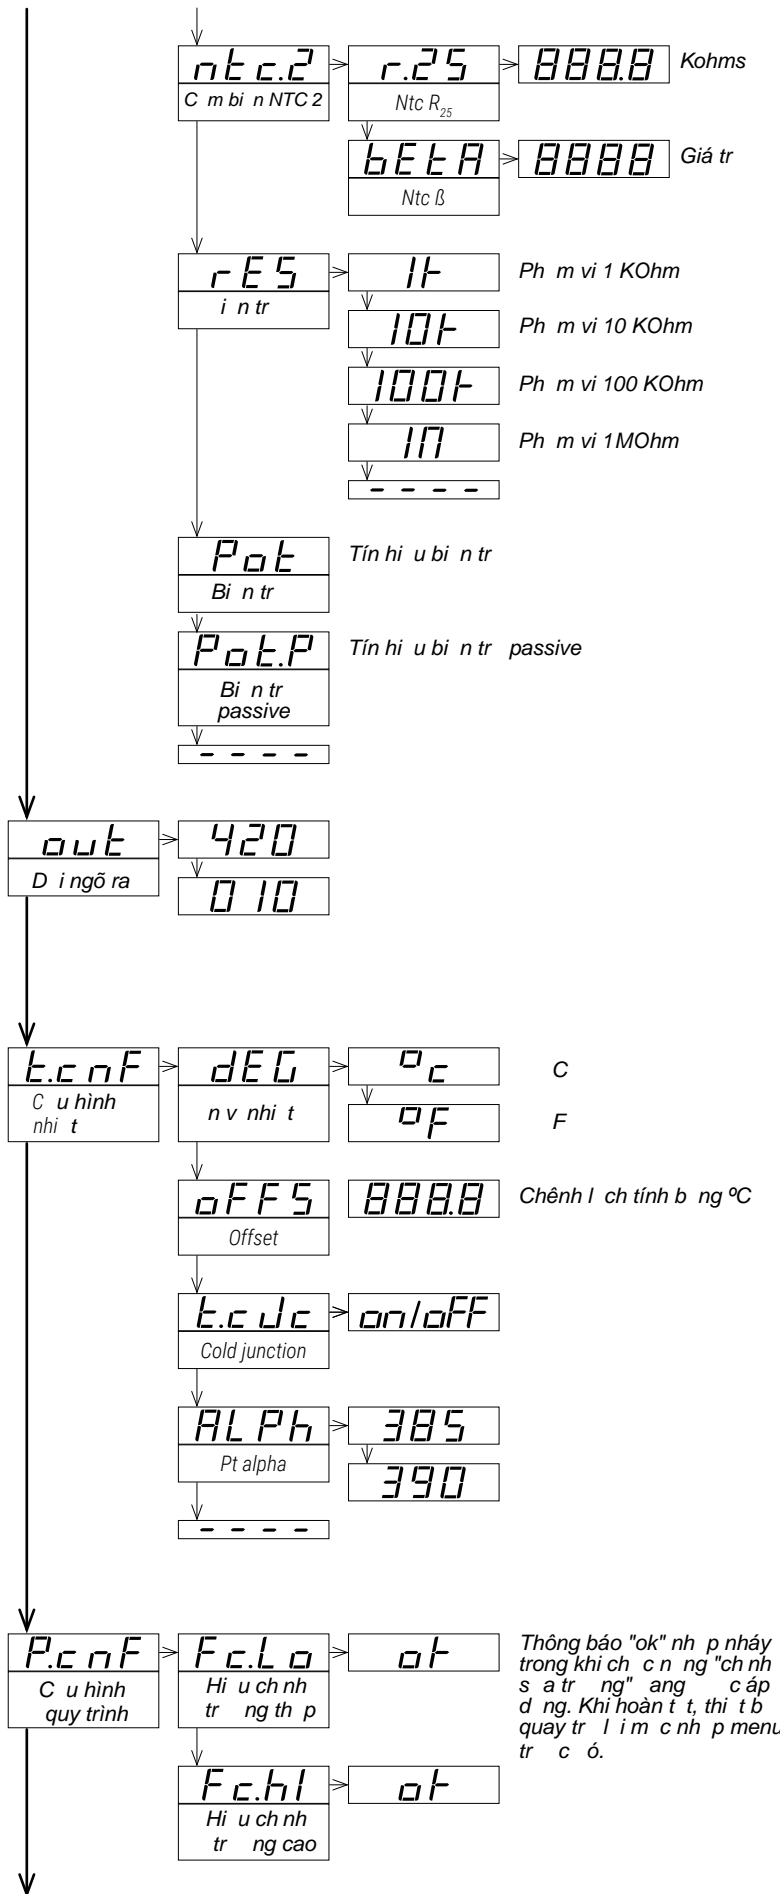 ntc.2
C m bi n NTC 2
r.25
Ntc R25
888.8
Kohms
bEtA
Ntc ß
8888
Giá tr
rES
i n tr
1k
Ph m vi 1 KOhm
10k
Ph m vi 10 KOhm
100k
Ph m vi 100 KOhm
1M
Ph m vi 1MOhm
- - - -
Pot
Bi n tr
Tín hi u bi n tr
Pot.P
Bi n tr
passive
Tín hi u bi n tr passive
- - - -
out
D i ngõ ra
420
010
t.cnF
C u hình
nhi t
dEG
n v nhi t
ºc
C
ºF
F
oFFS
Offset
888.8
Chênh l ch tính b ng ºC
t.cJc
Cold junction
on/oFF
ALPh
Pt alpha
385
390
- - - -
P.cnF
C u hình
quy trình
Fc.Lo
Hi u ch nh
tr ng th p
ok
Thông báo "ok" nh p nháy
trong khi ch c n ng "ch nh
s a tr ng" ang c áp
d ng. Khi hoàn t t, thi t b
quay tr l i m c nh p menu
tr c ó.
Fc.hI
Hi u ch nh
tr ng cao
ok